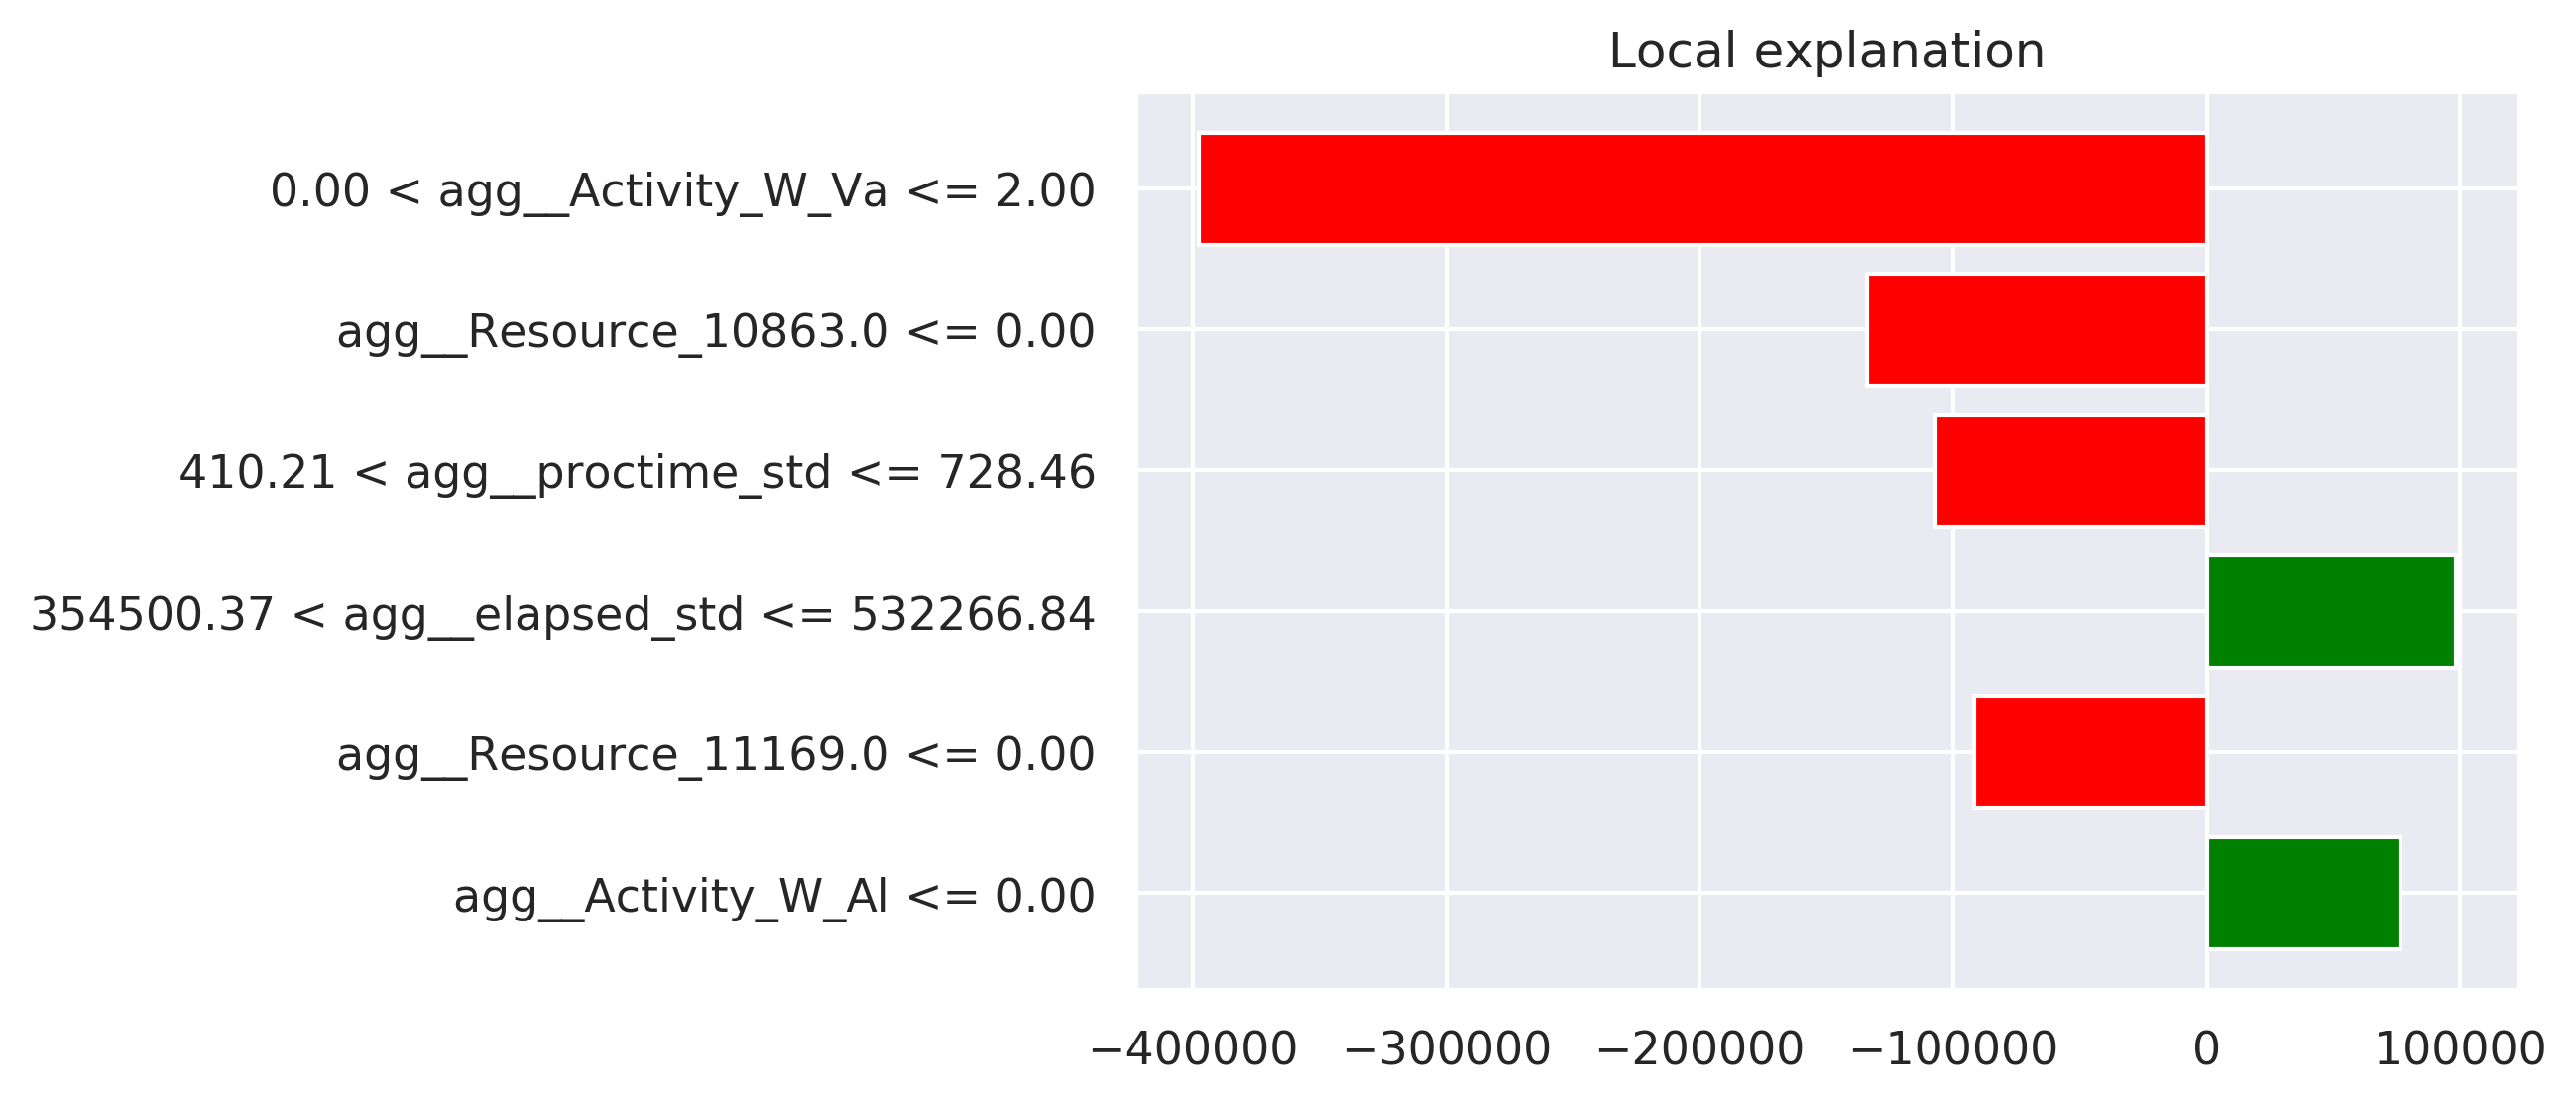 Local explanation
0.00 < agg__Activity_W_Va <= 2.00
agg__Resource_10863.0 <= 0.00
410.21 < agg__proctime_std <= 728.46
354500.37 < agg__elapsed_std <= 532266.84
agg__Resource_11169.0 <= 0.00
agg__Activity_W_Al <= 0.00
−400000 −300000 −200000 −100000 0 100000